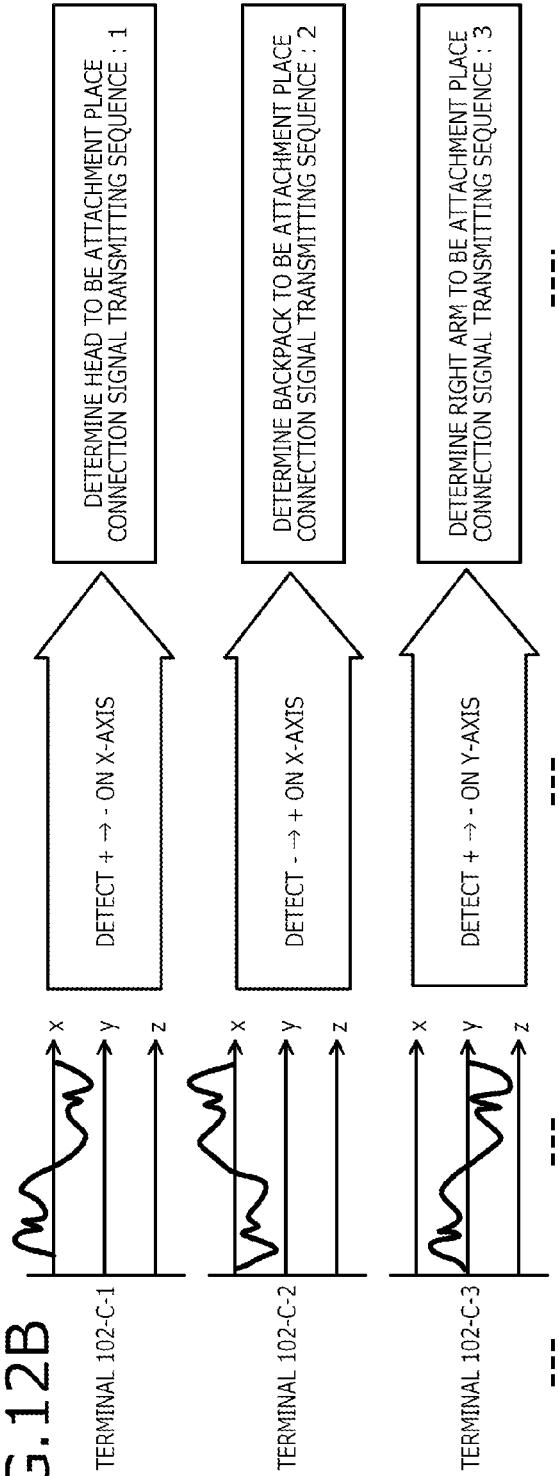 G.12B
TERMINAL 102-C-1
x
y
z
DETECT + → - ON X-AXIS
DETERMINE HEAD TO BE ATTACHMENT PLACE
CONNECTION SIGNAL TRANSMITTING SEQUENCE : 1
TERMINAL 102-C-2
x
y
z
DETECT - → + ON X-AXIS
DETERMINE BACKPACK TO BE ATTACHMENT PLACE
CONNECTION SIGNAL TRANSMITTING SEQUENCE : 2
TERMINAL 102-C-3
x
y
z
DETECT + → - ON Y-AXIS
DETERMINE RIGHT ARM TO BE ATTACHMENT PLACE
CONNECTION SIGNAL TRANSMITTING SEQUENCE : 3